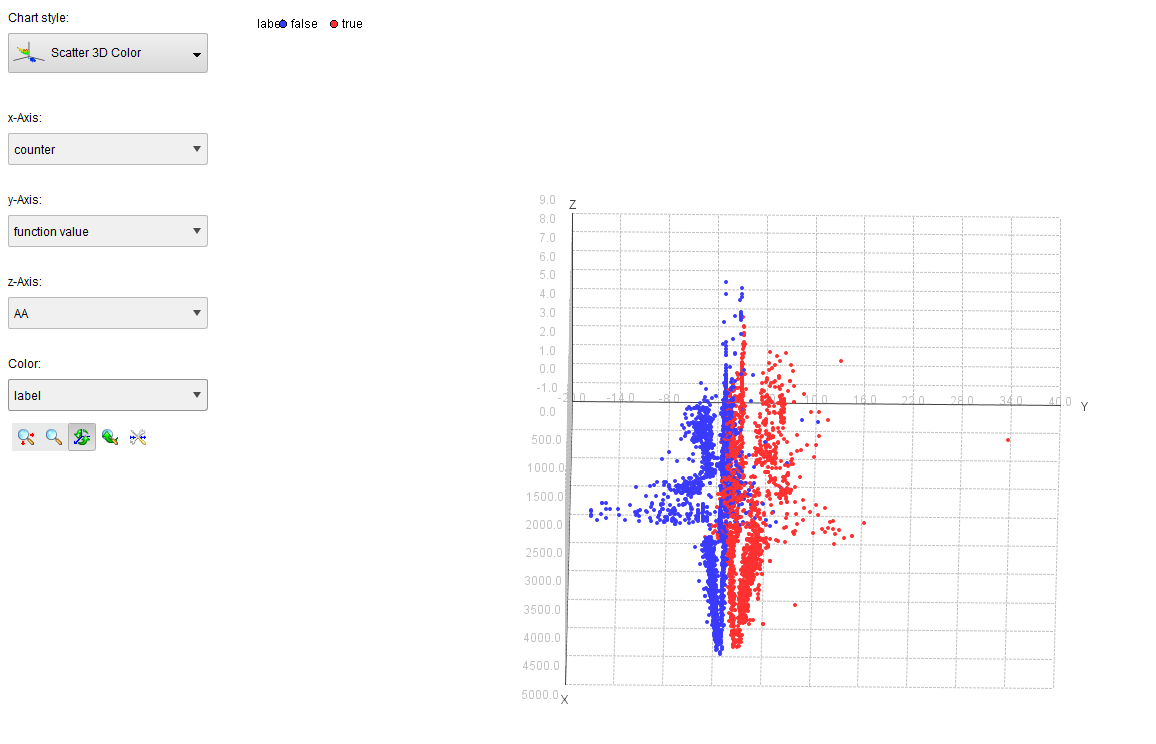 Chart style:
Scatter 3D Color
x-Axis:
counter
y-Axis:
function value
z-Axis:
AA
Color:
label
label false true
Z
9.0
8.0
7.0
6.0
5.0
4.0
3.0
2.0
1.0
0.0
-1.0
-20.0 -14.0 -8.0 10.0 16.0 22.0 28.0 34.0 40.0 Y
0.0
500.0
1000.0
1500.0
2000.0
2500.0
3000.0
3500.0
4000.0
4500.0
5000.0
X